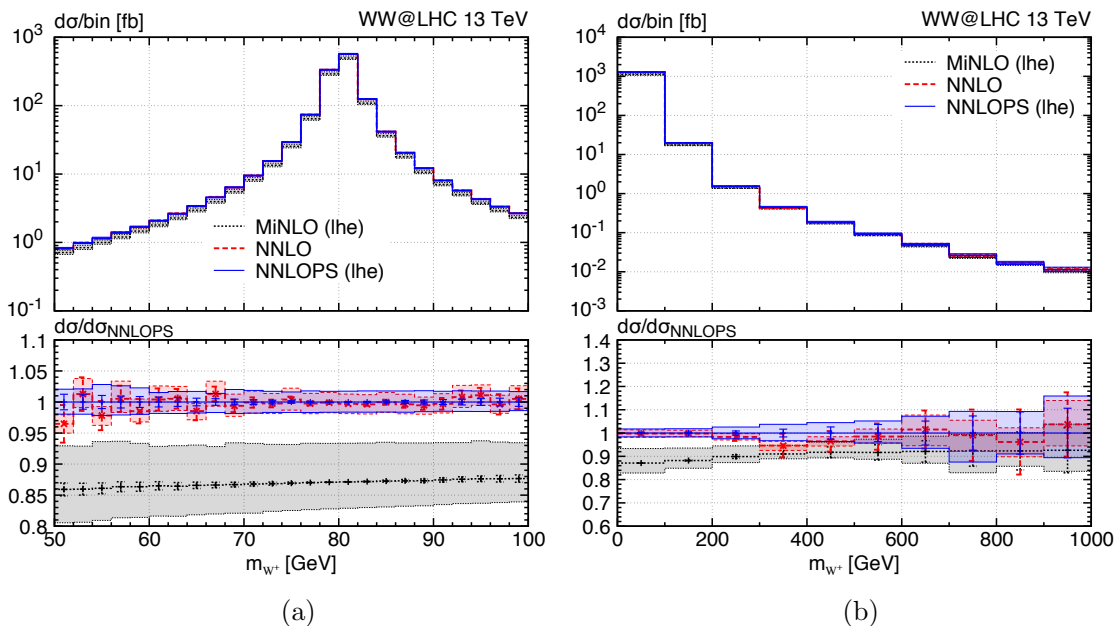 dσ/bin [fb] WW@LHC 13 TeV
10³
10²
10¹
10⁰
10⁻¹
MiNLO (lhe)
NNLO
NNLOPS (lhe)
dσ/dσNNLOPS
1.1
1.05
1
0.95
0.9
0.85
0.8
50 60 70 80 90 100
mW⁺ [GeV]
(a)
dσ/bin [fb] WW@LHC 13 TeV
10⁴
10³
10²
10¹
10⁰
10⁻¹
10⁻²
10⁻³
MiNLO (lhe)
NNLO
NNLOPS (lhe)
dσ/dσNNLOPS
1.4
1.3
1.2
1.1
1.0
0.9
0.8
0.7
0.6
0 200 400 600 800 1000
mW⁺ [GeV]
(b)